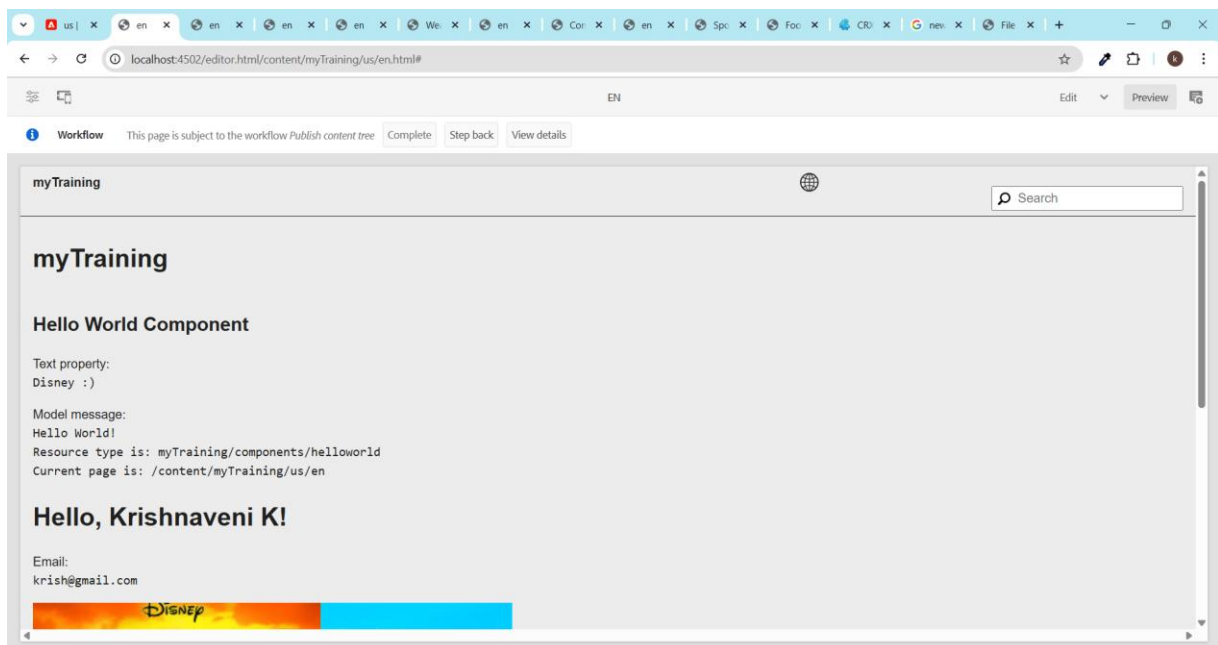 us | en en en en We en Con en Spo Foo CRX G new File
localhost:4502/editor.html/content/myTraining/us/en.html# k
EN Edit Preview
Workflow This page is subject to the workflow Publish content tree Complete Step back View details
myTraining
Search
myTraining
Hello World Component
Text property:
Disney :)
Model message:
Hello World!
Resource type is: myTraining/components/helloworld
Current page is: /content/myTraining/us/en
Hello, Krishnaveni K!
Email:
krish@gmail.com
DISNEY